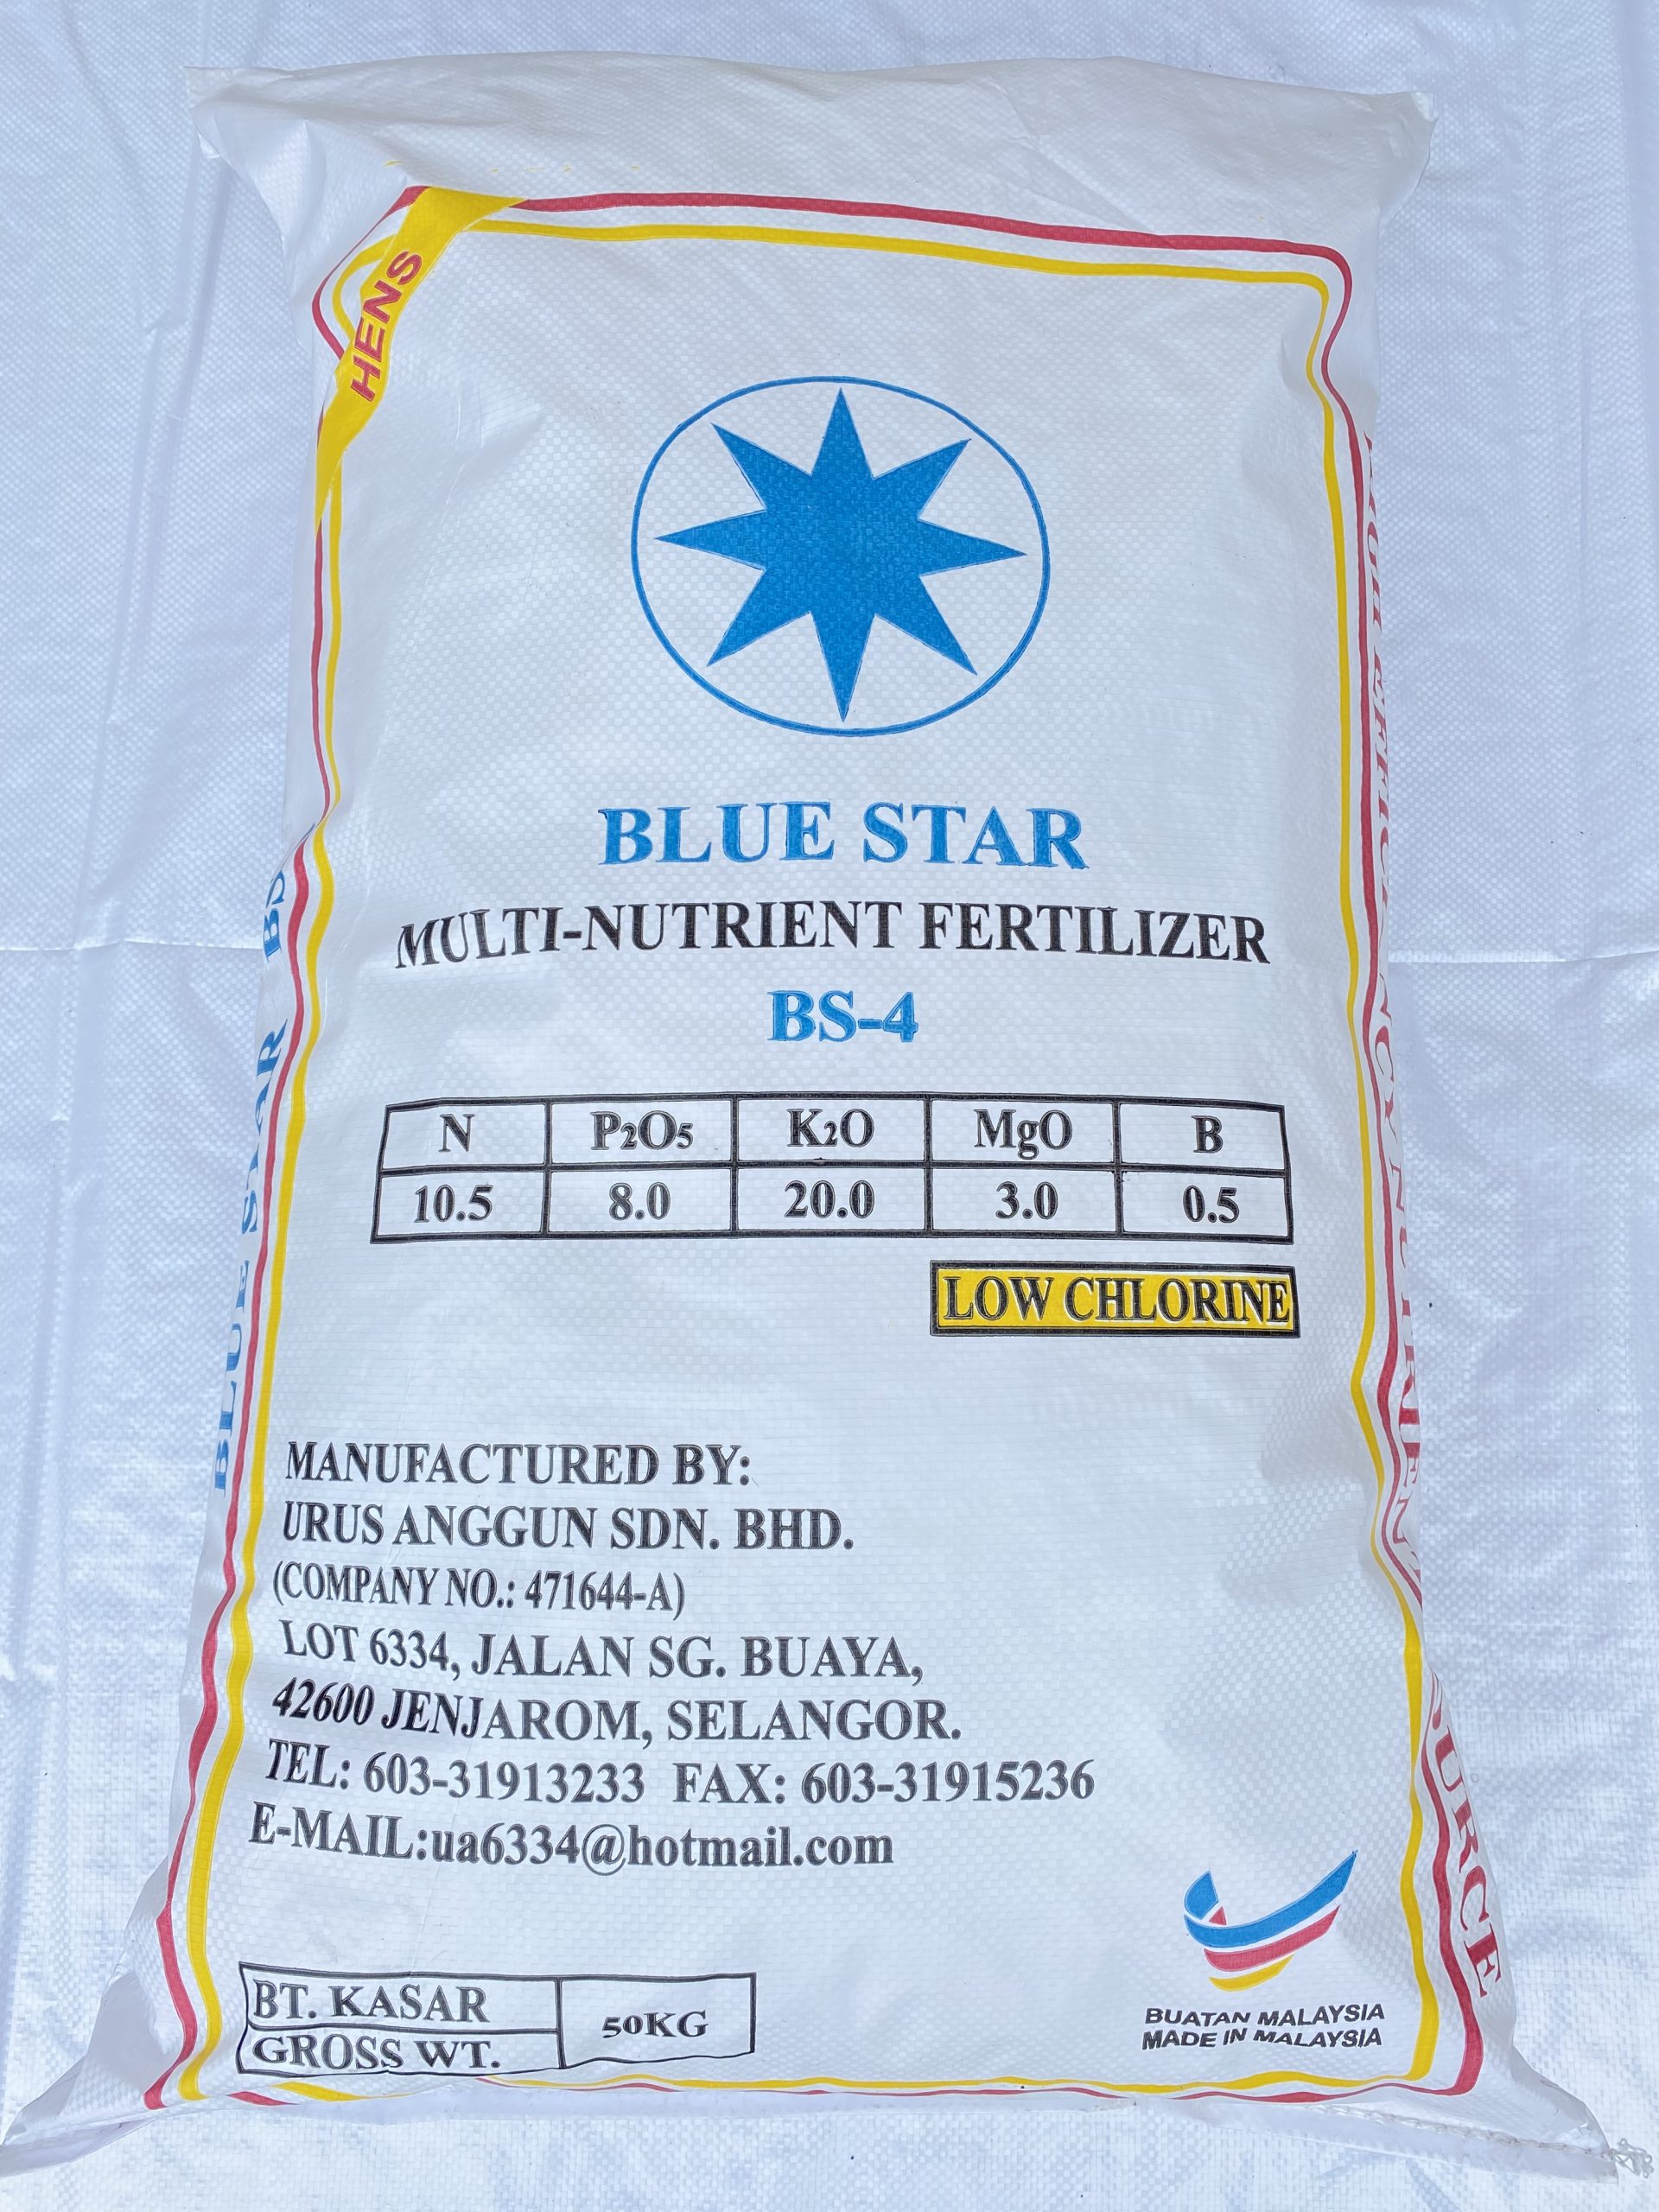 HENS
BLUE STAR
MULTI-NUTRIENT FERTILIZER
BS-4
N P2O5 K2O MgO B
10.5 8.0 20.0 3.0 0.5
LOW CHLORINE
MANUFACTURED BY:
URUS ANGGUN SDN. BHD.
(COMPANY NO.: 471644-A)
LOT 6334, JALAN SG. BUAYA,
42600 JENJAROM, SELANGOR.
TEL: 603-31913233 FAX: 603-31915236
E-MAIL:ua6334@hotmail.com
BT. KASAR
GROSS WT.
50KG
BUATAN MALAYSIA
MADE IN MALAYSIA
BLUE STAR